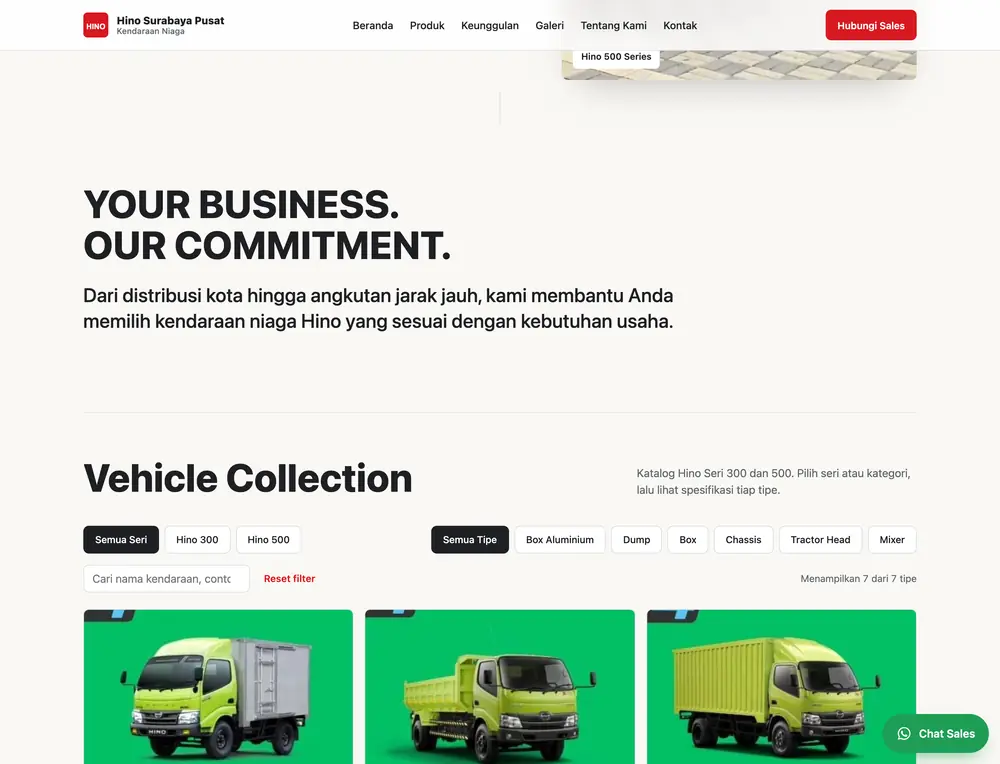 HINO
Hino Surabaya Pusat
Kendaraan Niaga
Beranda
Produk
Keunggulan
Galeri
Tentang Kami
Kontak
Hubungi Sales
Hino 500 Series
YOUR BUSINESS.
OUR COMMITMENT.
Dari distribusi kota hingga angkutan jarak jauh, kami membantu Anda
memilih kendaraan niaga Hino yang sesuai dengan kebutuhan usaha.
Vehicle Collection
Katalog Hino Seri 300 dan 500. Pilih seri atau kategori,
lalu lihat spesifikasi tiap tipe.
Semua Seri
Hino 300
Hino 500
Semua Tipe
Box Aluminium
Dump
Box
Chassis
Tractor Head
Mixer
Cari nama kendaraan, conto
Reset filter
Menampilkan 7 dari 7 tipe
HINO
Chat Sales